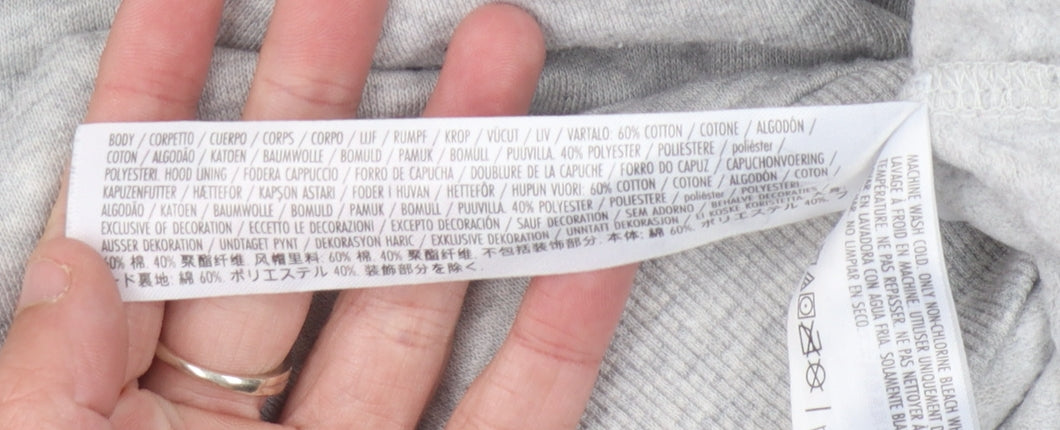 BODY / CORPETTO / CUERPO / CORPS / CORPO / LIJF / RUMPF / KROP / VÜCUT / LIV / VARTALO: 60% COTTON / COTONE / ALGODÓN /
COTON / ALGODÃO / KATOEN / BAUMWOLLE / BOMULD / PAMUK / BOMULL / PUUVILLA. 40% POLYESTER / POLIESTERE / poliéster /
POLYESTERI. HOOD LINING / FODERA CAPPUCCIO / FORRO DE CAPUCHA / DOUBLURE DE LA CAPUCHE / FORRO DO CAPUZ / CAPUCHONVOERING /
KAPUZENFUTTER / HÆTTEFÓR / KAPŞON ASTARI / FODER I HUVAN / HETTEFÔR / HUPUN VUORI: 60% COTTON / COTONE / ALGODÓN / COTON /
ALGODÃO / KATOEN / BAUMWOLLE / BOMULD / PAMUK / BOMULL / PUUVILLA. 40% POLYESTER / POLIESTERE / poliéster / POLYESTERI.
EXCLUSIVE OF DECORATION / ECCETTO LE DECORAZIONI / EXCEPTO DECORACIÓN / SAUF DECORATION / SEM ADORNO / BEHALVE DECORATIES /
AUSSER DEKORATION / UNDTAGET PYNT / DEKORASYON HARIC / EXKLUSIVE DEKORATION / UNNTATT DEKORASJON / EI KOSKE KORISTEITA
60% 棉. 40% 聚酯纤维. 风帽里料: 60% 棉. 40% 聚酯纤维. 不包括装饰部分. 本体: 綿 60%. ポリエステル 40%.
ド裏地: 綿 60%. ポリエステル 40%. 装飾部分を除く.
MACHINE WASH COLD. ONLY NON-CHLORINE BLEACH
LAVAGE À FROID EN MACHINE. UTILISER UNIQUEMENT
TEMPÉRATURE. NE PAS REPASSER. NE PAS NETTOYER À
EN LAVADORA CON AGUA FRÍA. SOLAMENTE
NO LIMPIAR EN SECO.